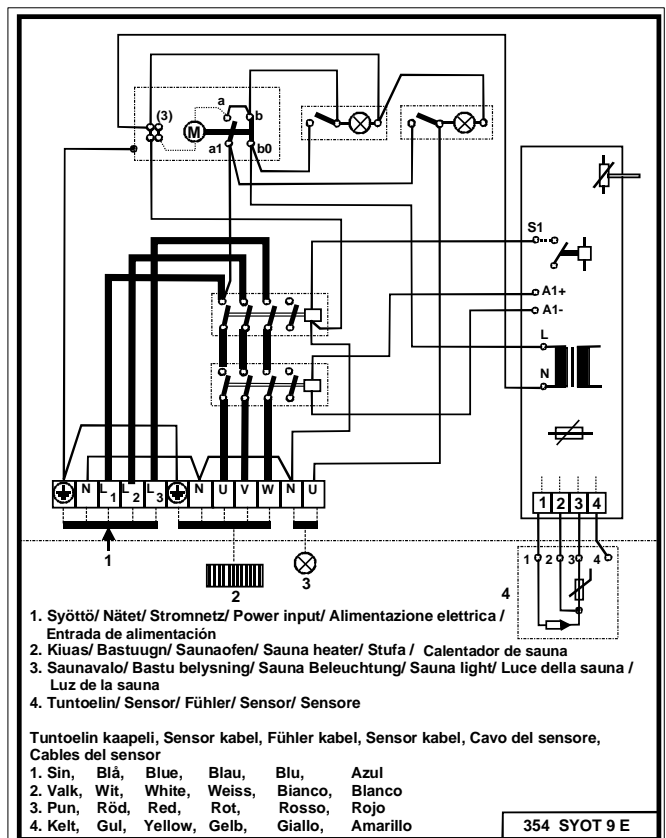 (3)
a
b
M
a1
b0
S1
A1+
A1-
L
N
N L1 L2 L3 N U V W N U
1 2 3 4
1 2 3 4
1
2
3
4
1. Syöttö/ Nätet/ Stromnetz/ Power input/ Alimentazione elettrica /
Entrada de alimentación
2. Kiuas/ Bastuugn/ Saunaofen/ Sauna heater/ Stufa / Calentador de sauna
3. Saunavalo/ Bastu belysning/ Sauna Beleuchtung/ Sauna light/ Luce della sauna /
Luz de la sauna
4. Tuntoelin/ Sensor/ Fühler/ Sensor/ Sensore
Tuntoelin kaapeli, Sensor kabel, Fühler kabel, Sensor kabel, Cavo del sensore,
Cables del sensor
1. Sin, Blå, Blue, Blau, Blu, Azul
2. Valk, Wit, White, Weiss, Bianco, Blanco
3. Pun, Röd, Red, Rot, Rosso, Rojo
4. Kelt, Gul, Yellow, Gelb, Giallo, Amarillo
354 SYOT 9 E